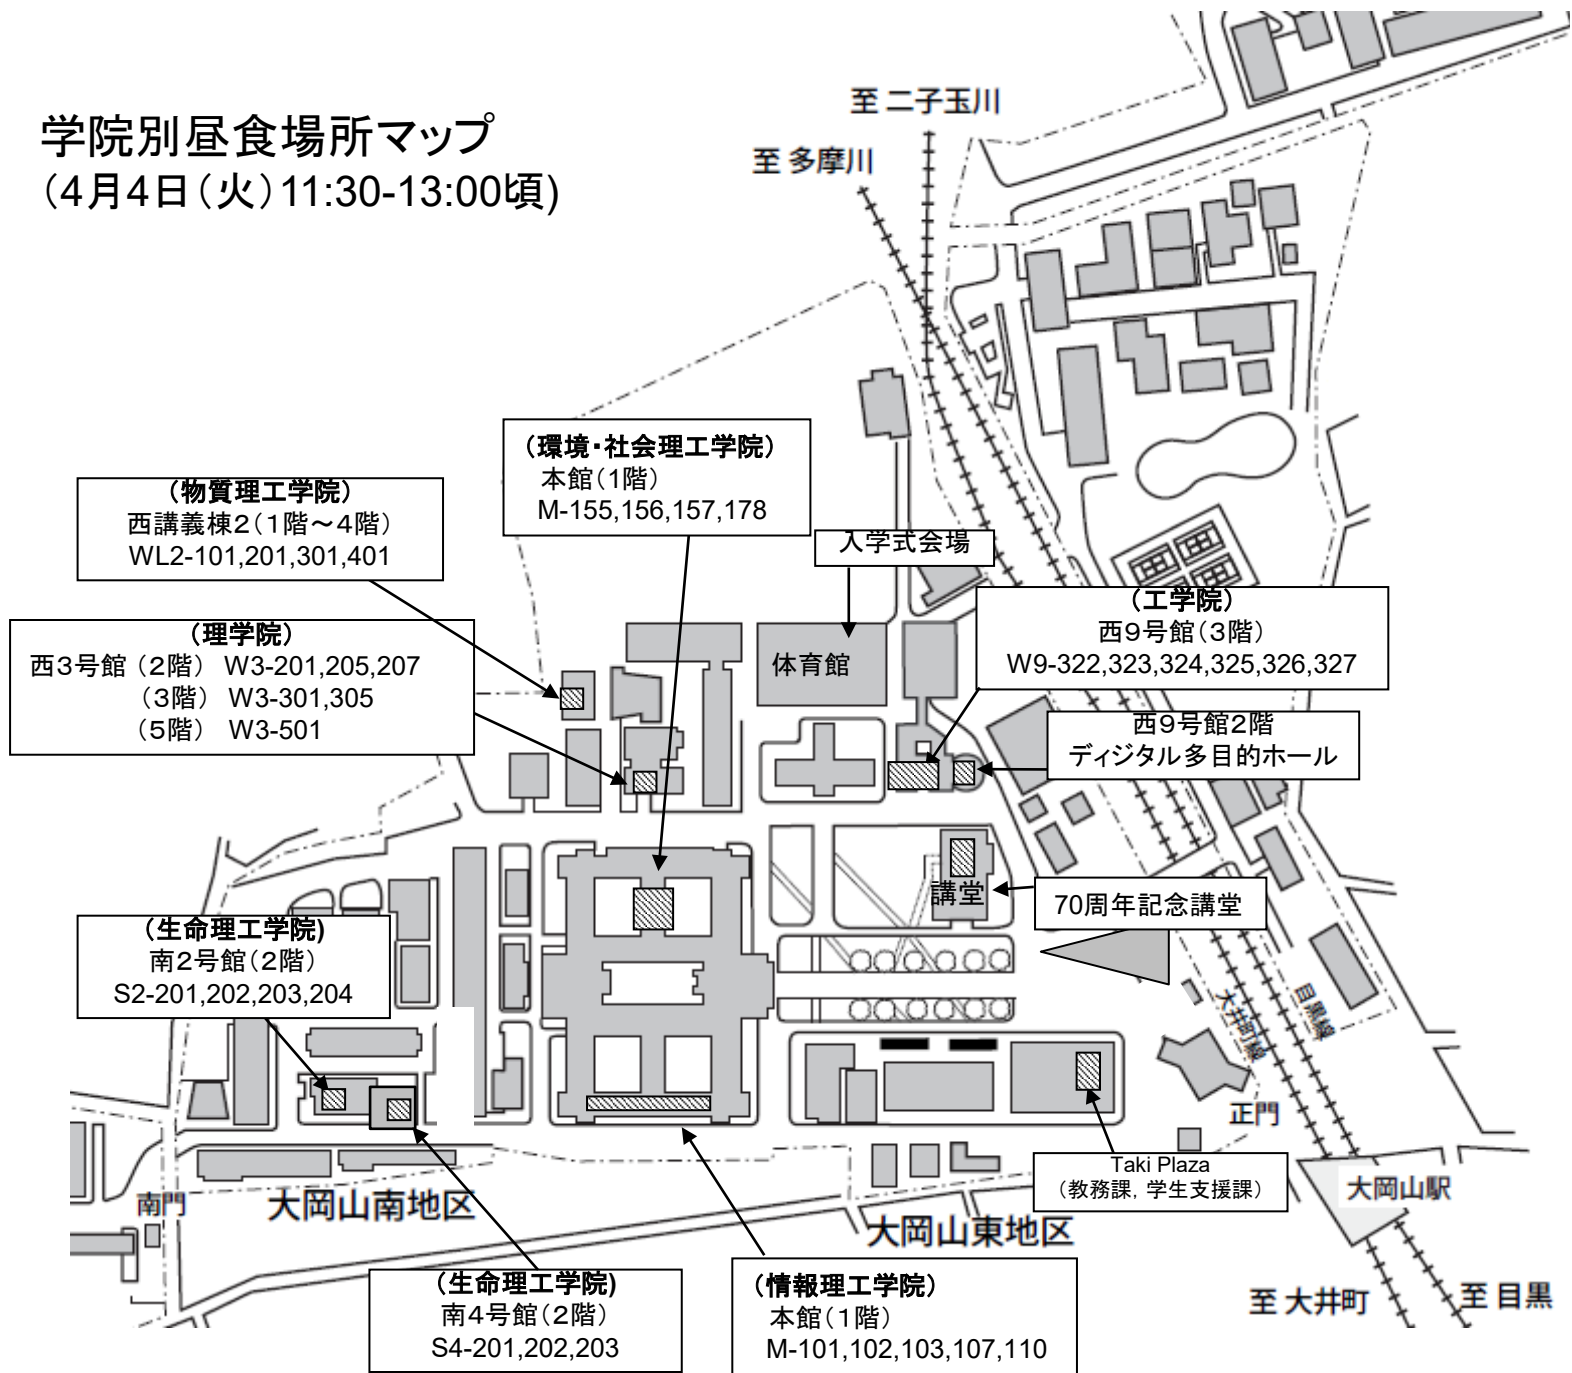 学院別昼食場所マップ
(4月4日(火)11:30-13:00頃)
至 二子玉川
至 多摩川
(環境・社会理工学院)
本館(1階)
M-155,156,157,178
(物質理工学院)
西講義棟2(1階～4階)
WL2-101,201,301,401
入学式会場
(工学院)
西9号館(3階)
W9-322,323,324,325,326,327
(理学院)
西3号館 (2階) W3-201,205,207
(3階) W3-301,305
(5階) W3-501
体育館
西9号館2階
ディジタル多目的ホール
講堂
70周年記念講堂
(生命理工学院)
南2号館(2階)
S2-201,202,203,204
大井町線
目黒線
正門
Taki Plaza
(教務課, 学生支援課)
大岡山駅
南門
大岡山南地区
大岡山東地区
(生命理工学院)
南4号館(2階)
S4-201,202,203
(情報理工学院)
本館(1階)
M-101,102,103,107,110
至 大井町
至 目黒